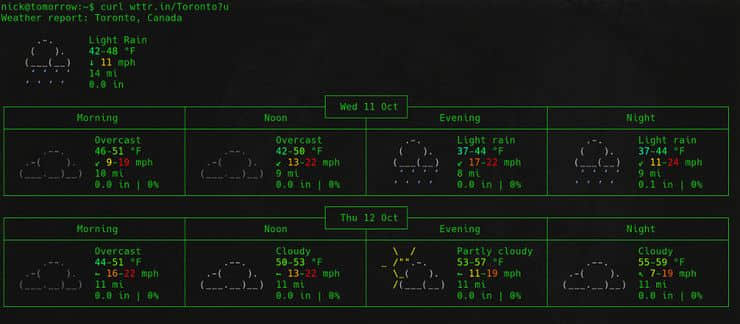 nick@tomorrow:~$ curl wttr.in/Toronto?u
Weather report: Toronto, Canada
Light Rain
42-48 °F
↓ 11 mph
14 mi
0.0 in
Wed 11 Oct
Morning Noon Evening Night
Overcast Overcast Light rain Light rain
46-51 °F 42-50 °F 37-44 °F 37-44 °F
↙ 9-19 mph ↙ 13-22 mph ↙ 17-22 mph ↙ 11-24 mph
10 mi 9 mi 8 mi 9 mi
0.0 in | 0% 0.0 in | 0% 0.0 in | 0% 0.1 in | 0%
Thu 12 Oct
Morning Noon Evening Night
Overcast Cloudy Partly cloudy Cloudy
44-51 °F 50-53 °F 53-57 °F 55-59 °F
← 16-22 mph ← 13-22 mph ← 11-19 mph ↖ 7-19 mph
11 mi 11 mi 11 mi 11 mi
0.0 in | 0% 0.0 in | 0% 0.0 in | 0% 0.0 in | 0%